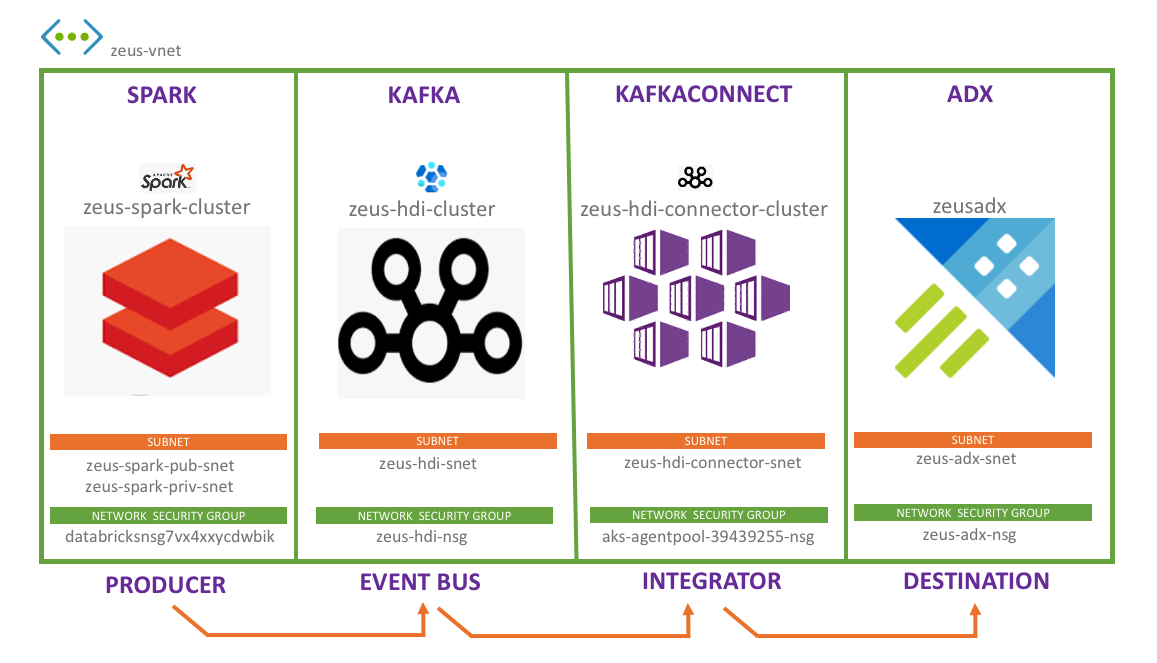 zeus-vnet
SPARK
KAFKA
KAFKACONNECT
ADX
APACHE
Spark
zeus-spark-cluster
zeus-hdi-cluster
zeus-hdi-connector-cluster
zeusadx
SUBNET
SUBNET
SUBNET
SUBNET
zeus-spark-pub-snet
zeus-spark-priv-snet
zeus-hdi-snet
zeus-hdi-connector-snet
zeus-adx-snet
NETWORK SECURITY GROUP
NETWORK SECURITY GROUP
NETWORK SECURITY GROUP
NETWORK SECURITY GROUP
databricksnsg7vx4xxycdwbik
zeus-hdi-nsg
aks-agentpool-39439255-nsg
zeus-adx-nsg
PRODUCER
EVENT BUS
INTEGRATOR
DESTINATION